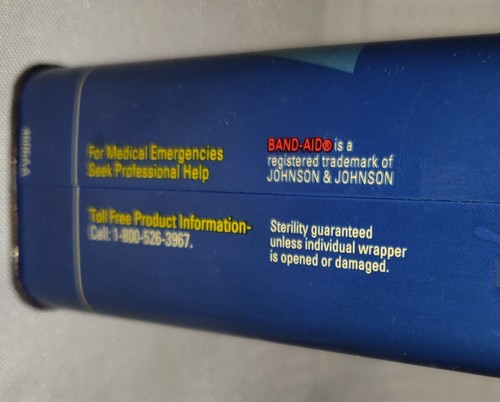 For Medical Emergencies
Seek Professional Help
Toll Free Product Information-
Call: 1-800-526-3967.
BAND-AID® is a
registered trademark of
JOHNSON & JOHNSON
Sterility guaranteed
unless individual wrapper
is opened or damaged.